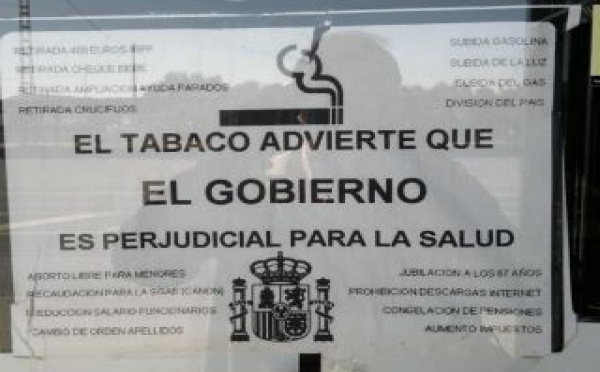 RETIRADA 400 EUROS IRPF
RETIRADA CHEQUE BEBE
RETIRADA AMPLIACION AYUDA PARADOS
RETIRADA CRUCIFIJOS
SUBIDA GASOLINA
SUBIDA DE LA LUZ
SUBIDA DEL GAS
DIVISION DEL PAIS
EL TABACO ADVIERTE QUE
EL GOBIERNO
ES PERJUDICIAL PARA LA SALUD
ABORTO LIBRE PARA MENORES
RECAUDACION PARA LA SGAE (CANON)
REDUCCION SALARIO FUNCIONARIOS
CAMBIO DE ORDEN APELLIDOS
JUBILACION A LOS 67 AÑOS
PROHIBICION DESCARGAS INTERNET
CONGELACION DE PENSIONES
AUMENTO IMPUESTOS